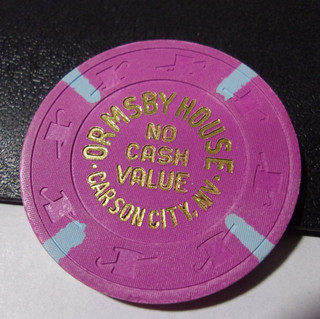 ORMSBY HOUSE
NO
CASH
VALUE
CARSON CITY, NV.